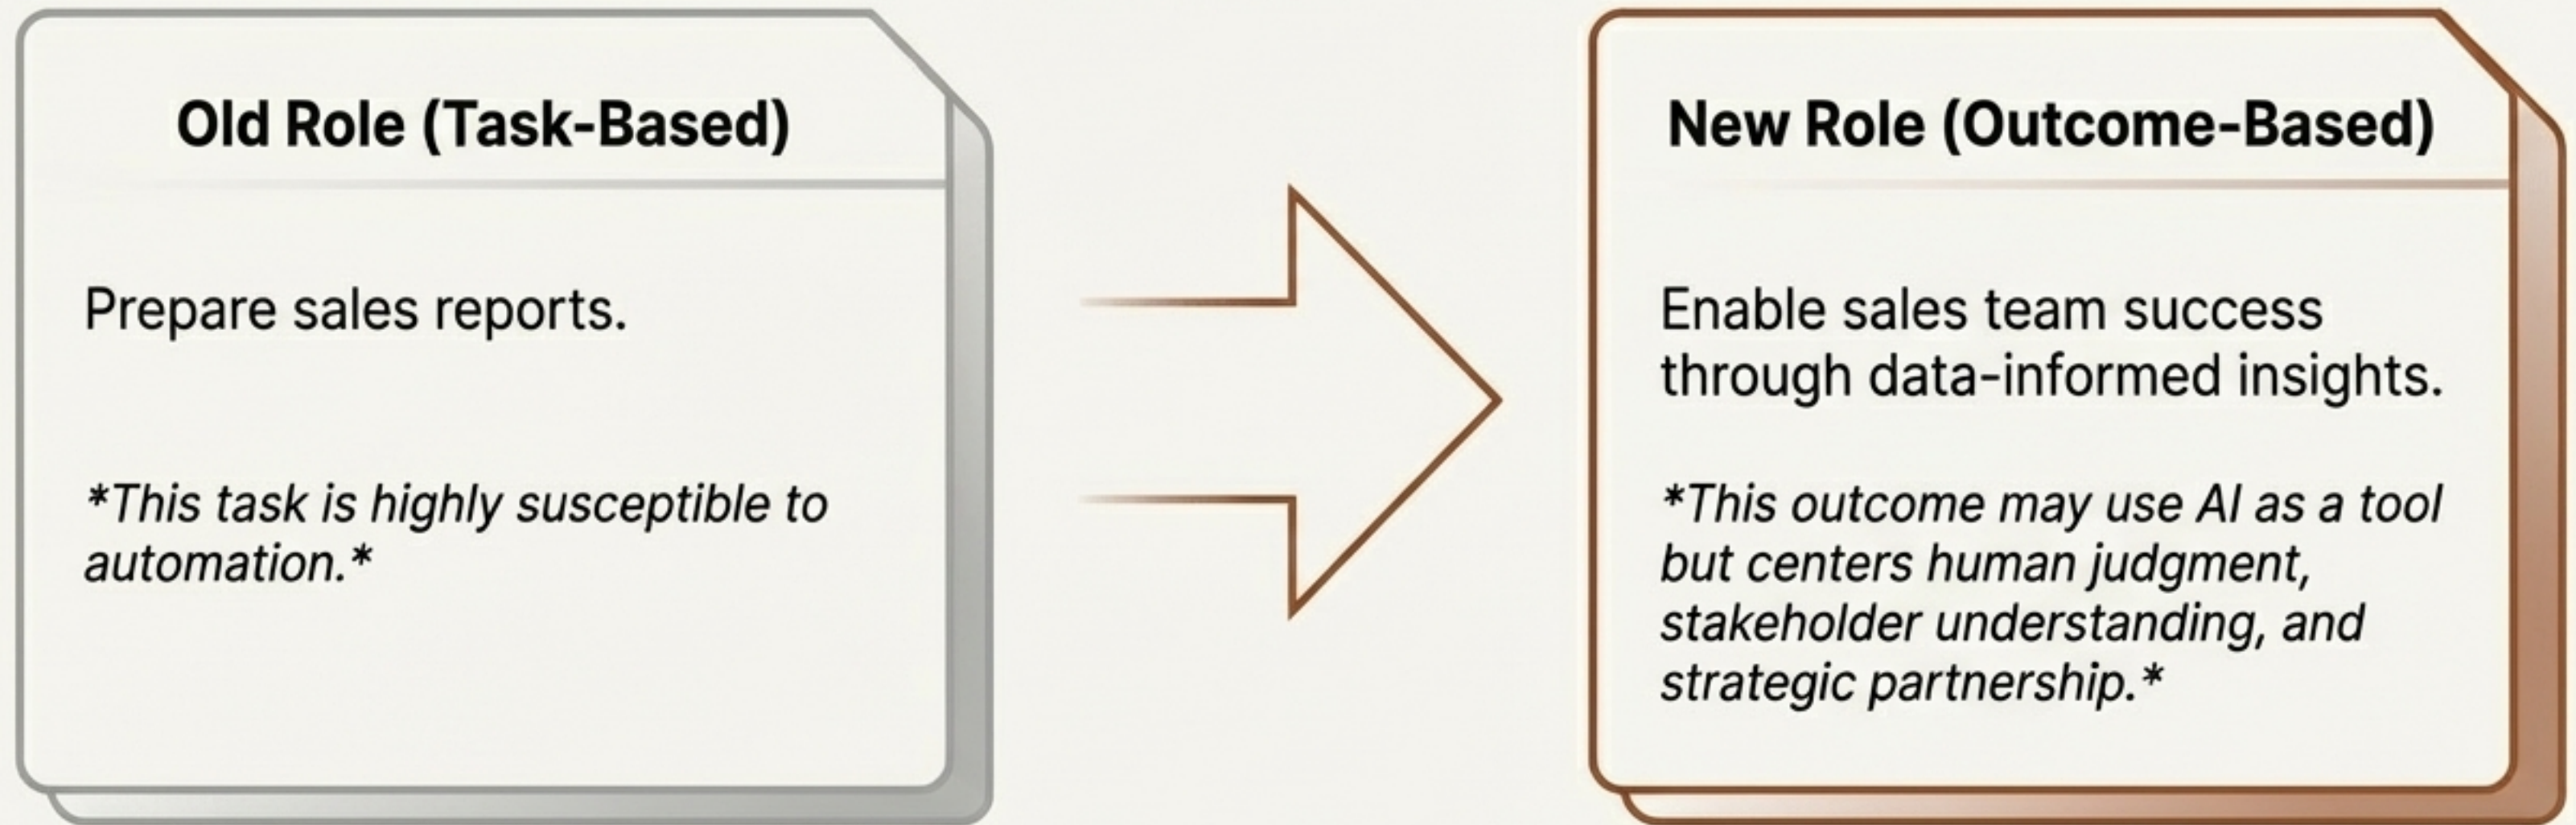 Old Role (Task-Based)
Prepare sales reports.
*This task is highly susceptible to
automation.*
New Role (Outcome-Based)
Enable sales team success
through data-informed insights.
*This outcome may use AI as a tool
but centers human judgment,
stakeholder understanding, and
strategic partnership.*